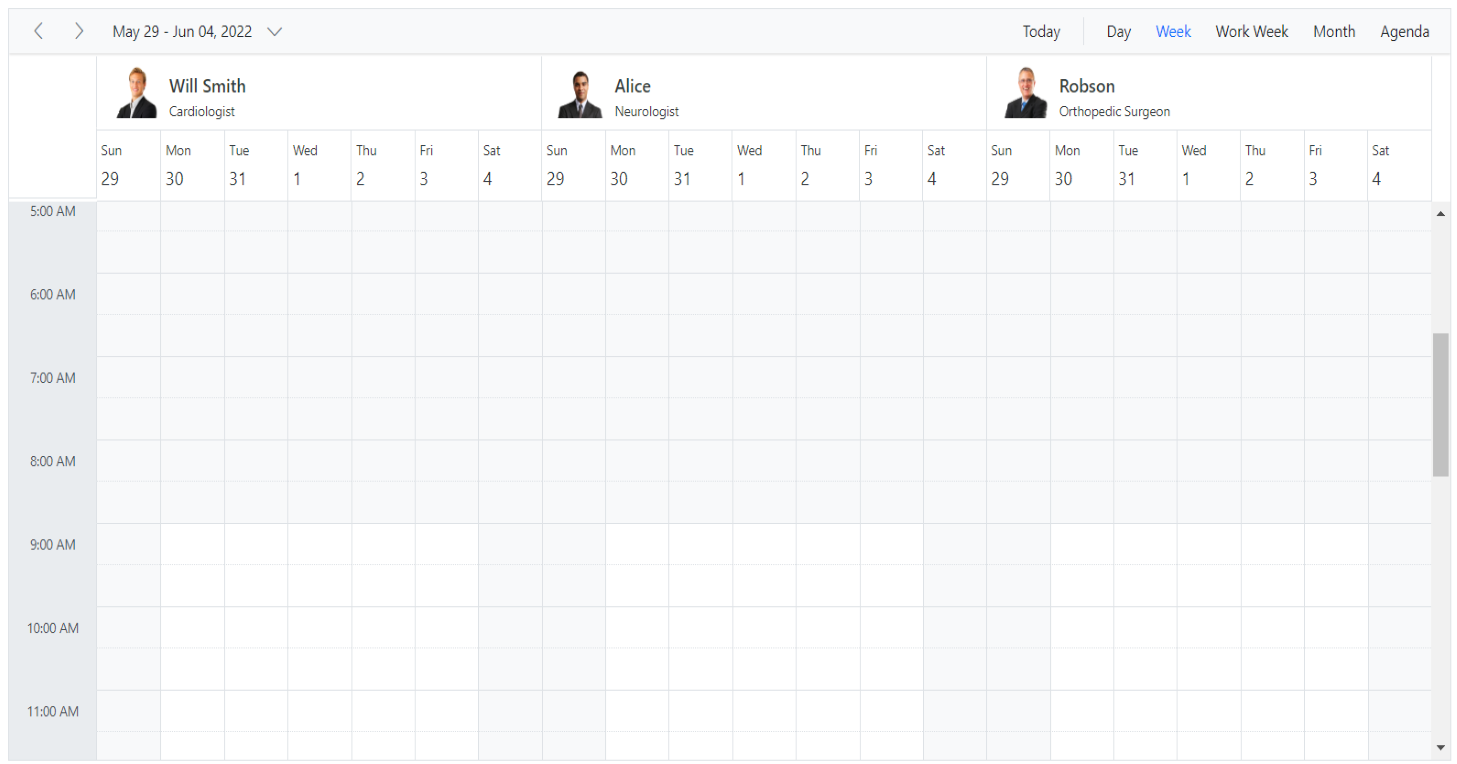 May 29 - Jun 04, 2022 Today Day Week Work Week Month Agenda
Will Smith Alice Robson
Cardiologist Neurologist Orthopedic Surgeon
Sun Mon Tue Wed Thu Fri Sat Sun Mon Tue Wed Thu Fri Sat Sun Mon Tue Wed Thu Fri Sat
29 30 31 1 2 3 4 29 30 31 1 2 3 4 29 30 31 1 2 3 4
5:00 AM
6:00 AM
7:00 AM
8:00 AM
9:00 AM
10:00 AM
11:00 AM